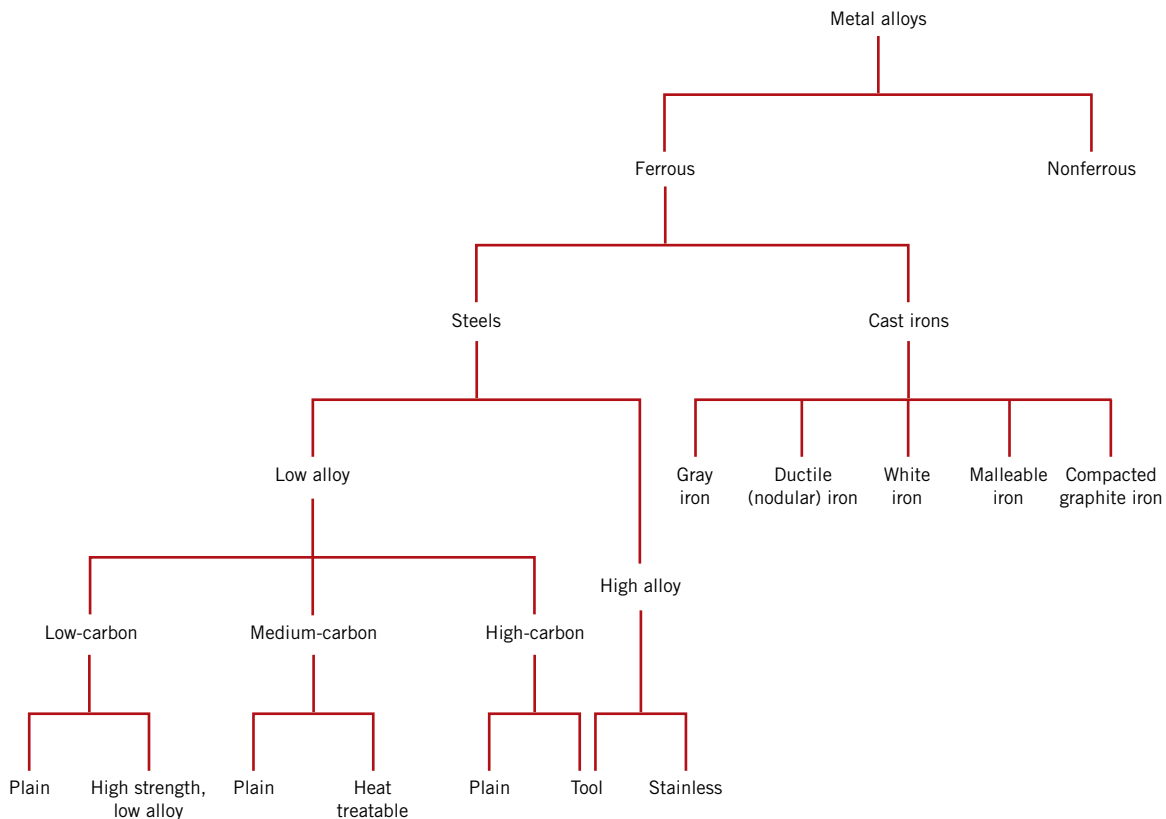 Metal alloys
Ferrous
Nonferrous
Steels
Cast irons
Low alloy
Gray
iron
Ductile
(nodular) iron
White
iron
Malleable
iron
Compacted
graphite iron
High alloy
Low-carbon
Medium-carbon
High-carbon
Plain
High strength,
low alloy
Plain
Heat
treatable
Plain
Tool
Stainless